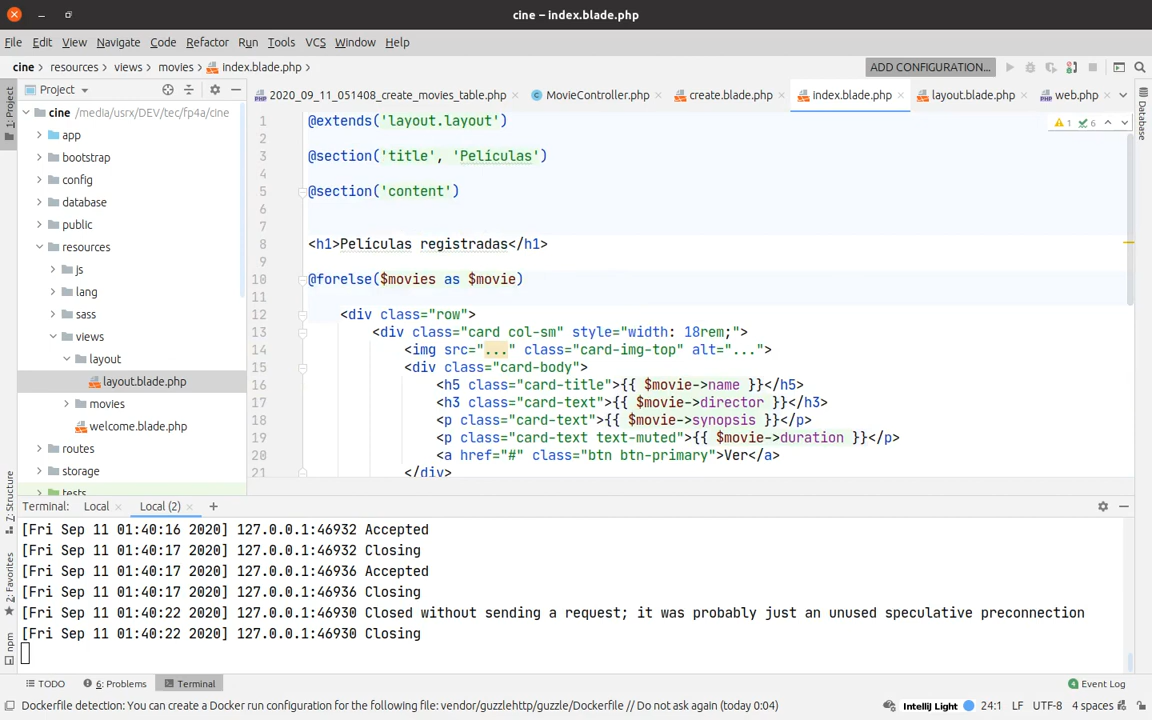 cine – index.blade.php
File Edit View Navigate Code Refactor Run Tools VCS Window Help
cine resources views movies index.blade.php ADD CONFIGURATION...
1: Project
Project
2020_09_11_051408_create_movies_table.php MovieController.php create.blade.php index.blade.php layout.blade.php web.php
Database
cine /media/usrx/DEV/tec/fp4a/cine
app
bootstrap
config
database
public
resources
js
lang
sass
views
layout
layout.blade.php
movies
welcome.blade.php
routes
storage
tests
1 6
1 @extends('layout.layout')
2
3 @section('title', 'Peliculas')
4
5 @section('content')
6
7
8 <h1>Peliculas registradas</h1>
9
10 @forelse($movies as $movie)
11
12 <div class="row">
13 <div class="card col-sm" style="width: 18rem;">
14 <img src="..." class="card-img-top" alt="...">
15 <div class="card-body">
16 <h5 class="card-title">{{ $movie->name }}</h5>
17 <h3 class="card-text">{{ $movie->director }}</h3>
18 <p class="card-text">{{ $movie->synopsis }}</p>
19 <p class="card-text text-muted">{{ $movie->duration }}</p>
20 <a href="#" class="btn btn-primary">Ver</a>
21 </div>
7: Structure
2: Favorites
npm
Terminal: Local Local (2)
[Fri Sep 11 01:40:16 2020] 127.0.0.1:46932 Accepted
[Fri Sep 11 01:40:17 2020] 127.0.0.1:46932 Closing
[Fri Sep 11 01:40:17 2020] 127.0.0.1:46936 Accepted
[Fri Sep 11 01:40:17 2020] 127.0.0.1:46936 Closing
[Fri Sep 11 01:40:22 2020] 127.0.0.1:46930 Closed without sending a request; it was probably just an unused speculative preconnection
[Fri Sep 11 01:40:22 2020] 127.0.0.1:46930 Closing
TODO 6: Problems Terminal 4 Event Log
Dockerfile detection: You can create a Docker run configuration for the following file: vendor/guzzlehttp/guzzle/Dockerfile // Do not ask again (today 0:04) IntelliJ Light 24:1 LF UTF-8 4 spaces